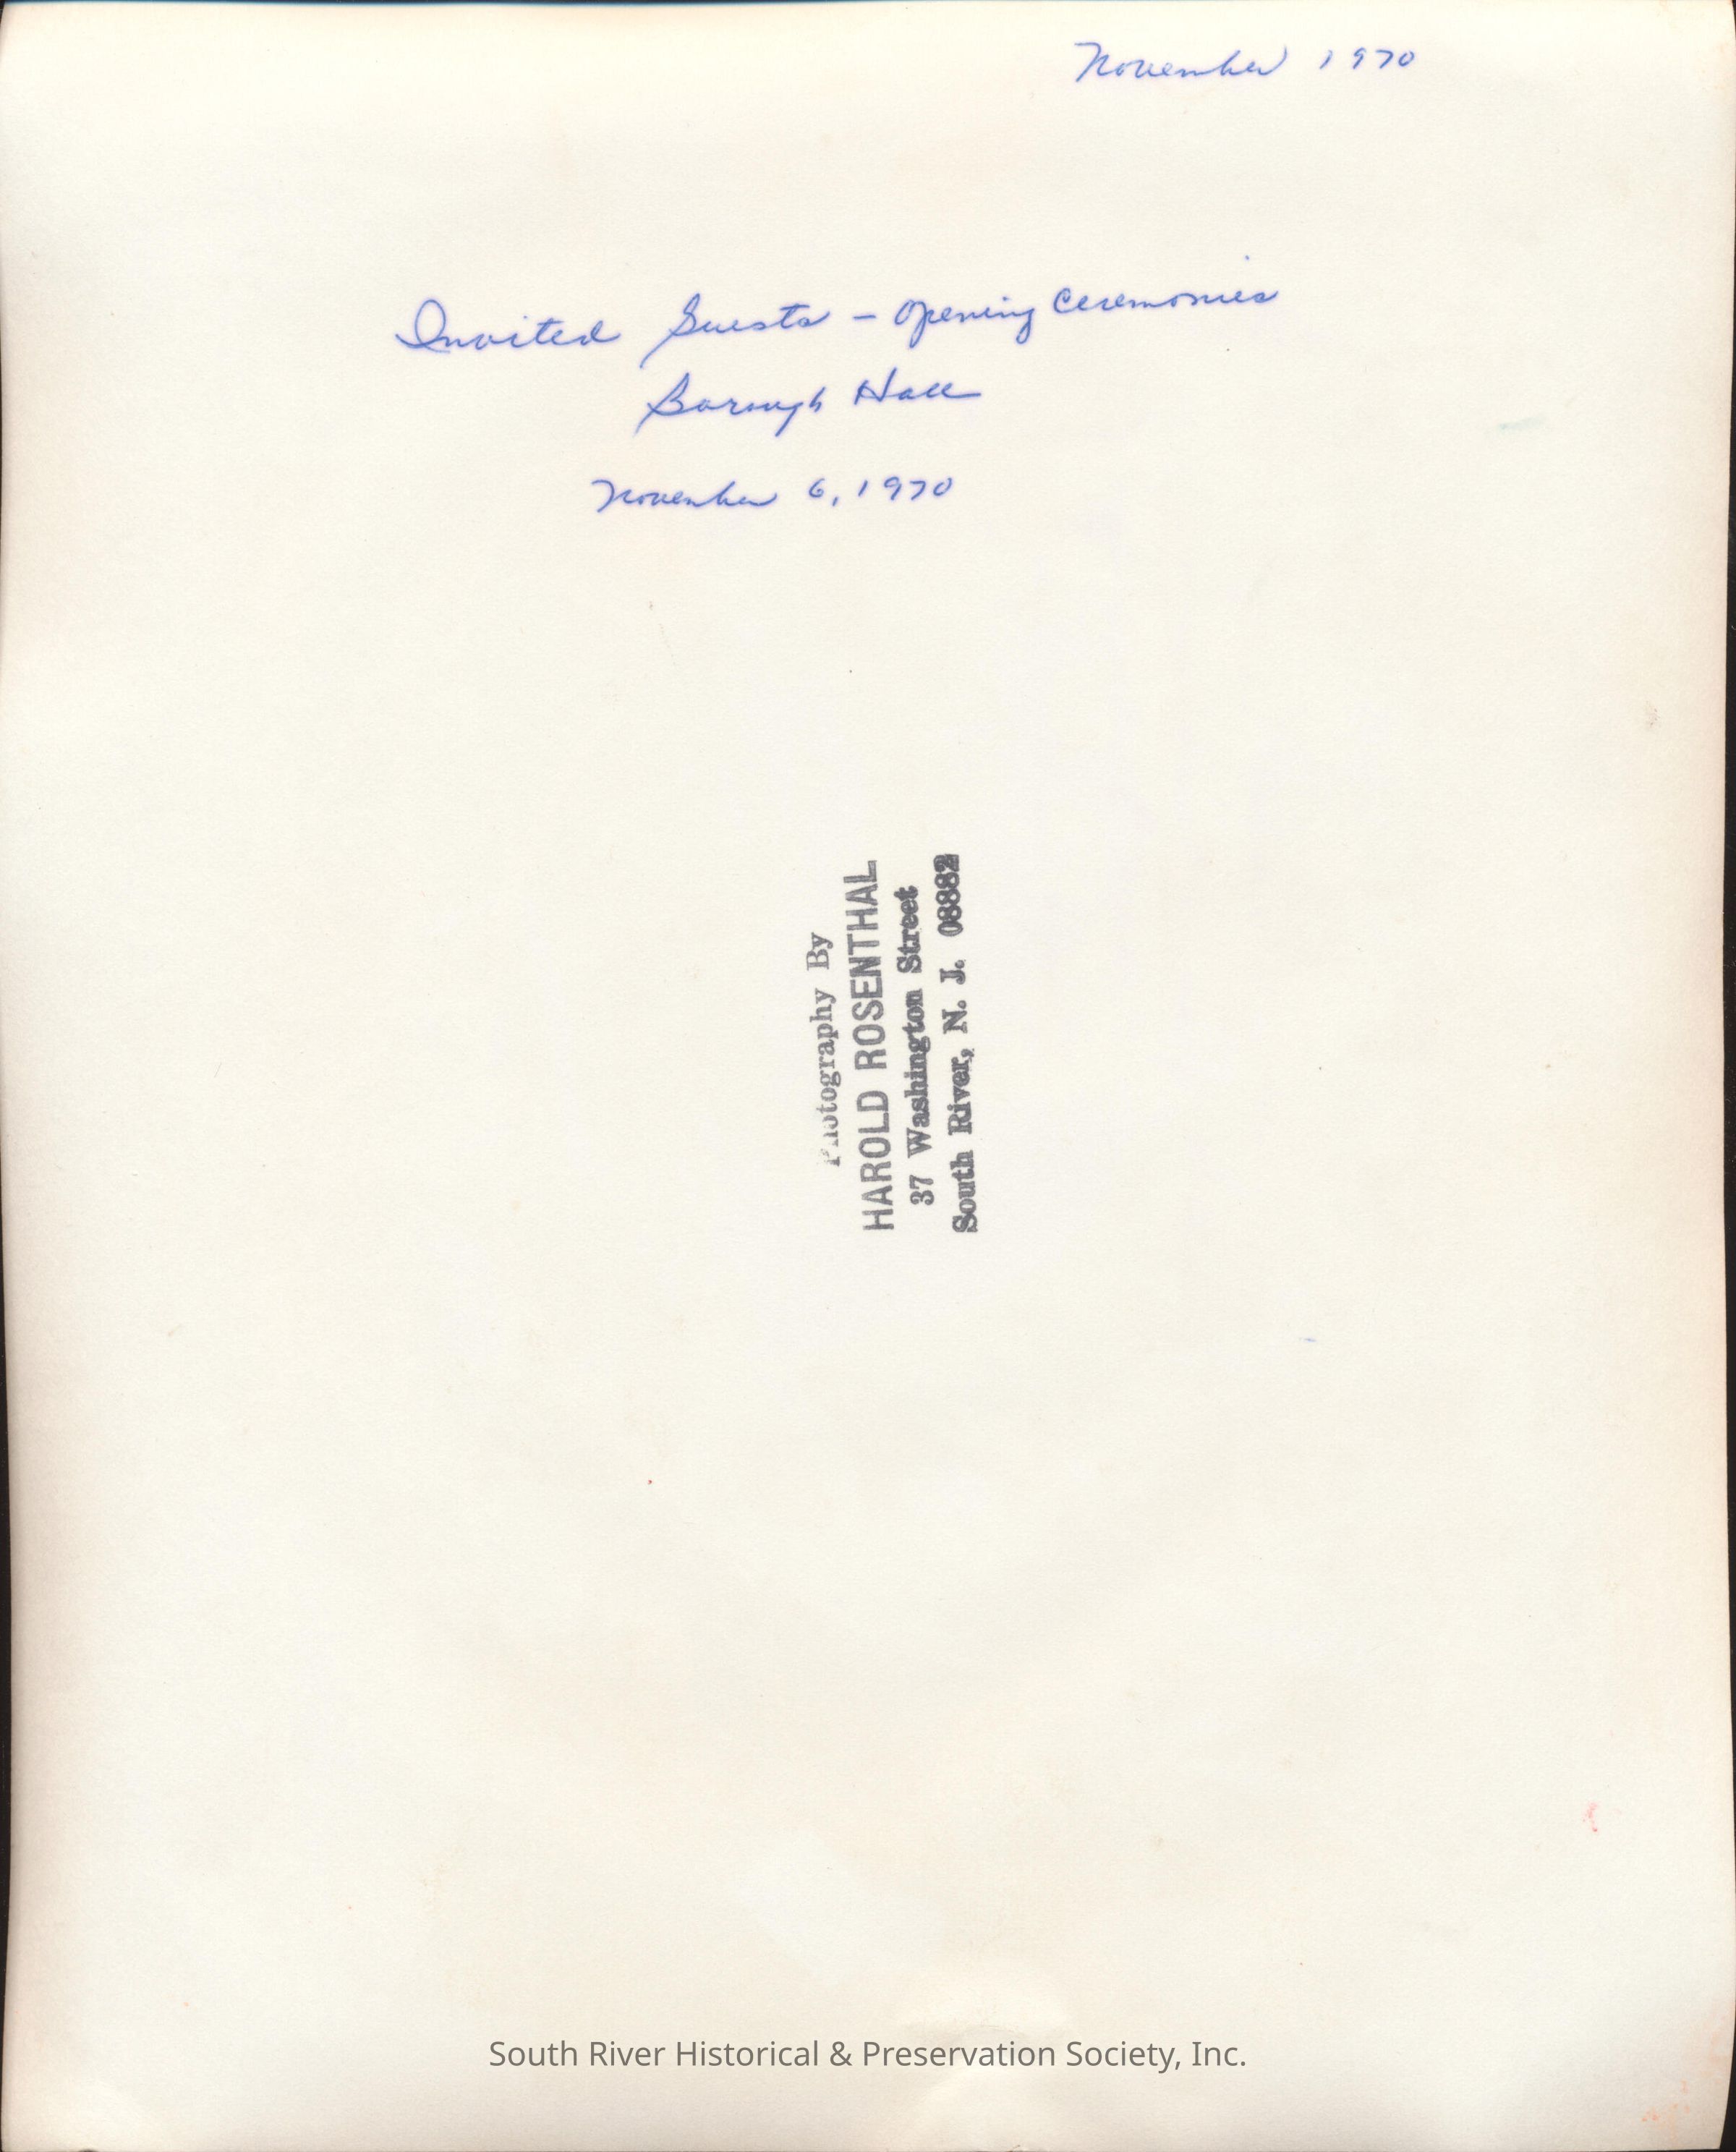 November 1970
Invited Guests - Opening Ceremonies
Borough Hall
November 6, 1970
Photography By
HAROLD ROSENTHAL
37 Washington Street
South River, N. J. 08882
South River Historical & Preservation Society, Inc.